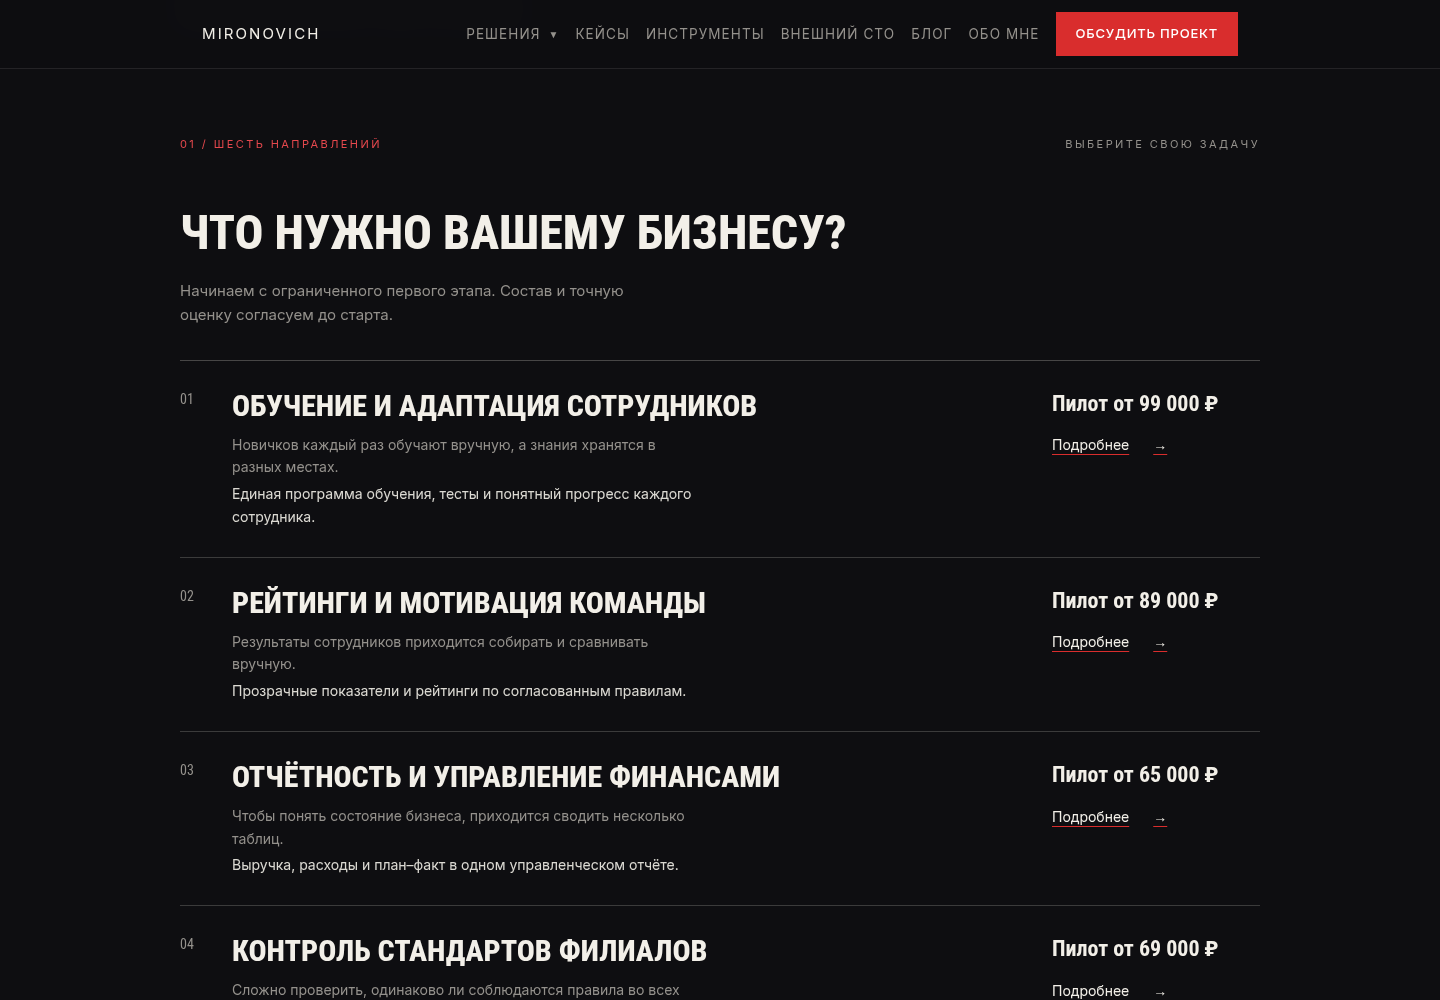 MIRONOVICH
РЕШЕНИЯ ▼ КЕЙСЫ ИНСТРУМЕНТЫ ВНЕШНИЙ СТО БЛОГ ОБО МНЕ ОБСУДИТЬ ПРОЕКТ
01 / ШЕСТЬ НАПРАВЛЕНИЙ
ВЫБЕРИТЕ СВОЮ ЗАДАЧУ
ЧТО НУЖНО ВАШЕМУ БИЗНЕСУ?
Начинаем с ограниченного первого этапа. Состав и точную
оценку согласуем до старта.
01
ОБУЧЕНИЕ И АДАПТАЦИЯ СОТРУДНИКОВ
Новичков каждый раз обучают вручную, а знания хранятся в
разных местах.
Единая программа обучения, тесты и понятный прогресс каждого
сотрудника.
Пилот от 99 000 ₽
Подробнее →
02
РЕЙТИНГИ И МОТИВАЦИЯ КОМАНДЫ
Результаты сотрудников приходится собирать и сравнивать
вручную.
Прозрачные показатели и рейтинги по согласованным правилам.
Пилот от 89 000 ₽
Подробнее →
03
ОТЧЁТНОСТЬ И УПРАВЛЕНИЕ ФИНАНСАМИ
Чтобы понять состояние бизнеса, приходится сводить несколько
таблиц.
Выручка, расходы и план–факт в одном управленческом отчёте.
Пилот от 65 000 ₽
Подробнее →
04
КОНТРОЛЬ СТАНДАРТОВ ФИЛИАЛОВ
Сложно проверить, одинаково ли соблюдаются правила во всех
Пилот от 69 000 ₽
Подробнее →